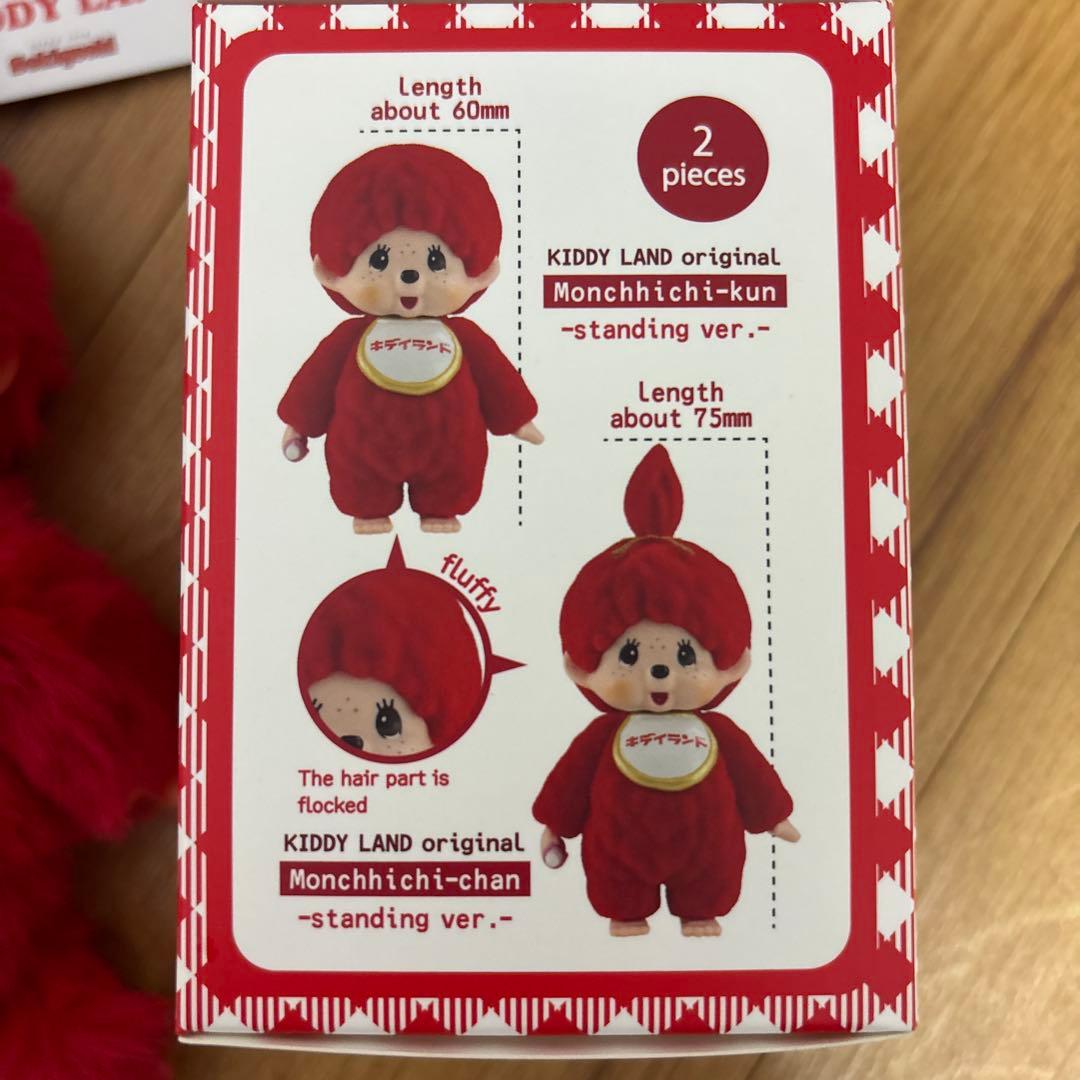 DDY LA
Length
about 60mm
2
pieces
KIDDY LAND original
Monchhichi-kun
-standing ver.-
キデイランド
Length
about 75mm
fluffy
キデイランド
The hair part is
flocked
KIDDY LAND original
Monchhichi-chan
-standing ver.-